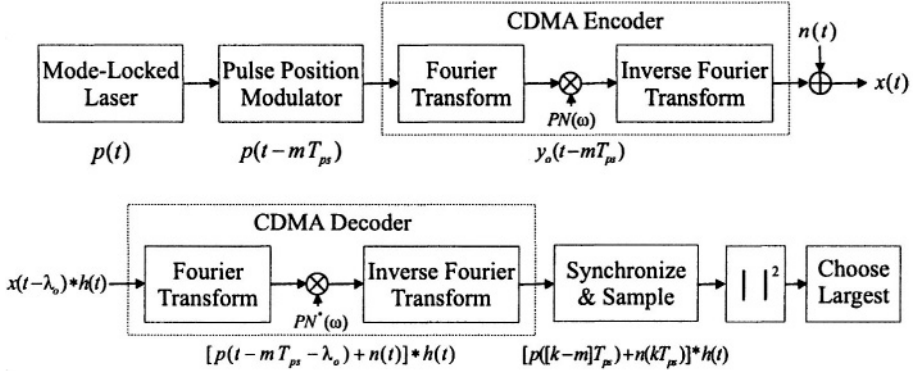 CDMA Encoder
n(t)
Mode-Locked
Laser
Pulse Position
Modulator
Fourier
Transform
PN(ω)
Inverse Fourier
Transform
x(t)
p(t)
p(t-mT_ps)
y_o(t-mT_ps)
CDMA Decoder
x(t-λ_o)*h(t)
Fourier
Transform
PN*(ω)
Inverse Fourier
Transform
Synchronize
& Sample
| |²
Choose
Largest
[p(t-mT_ps-λ_o)+n(t)]*h(t)
[p([k-m]T_ps)+n(kT_ps)]*h(t)